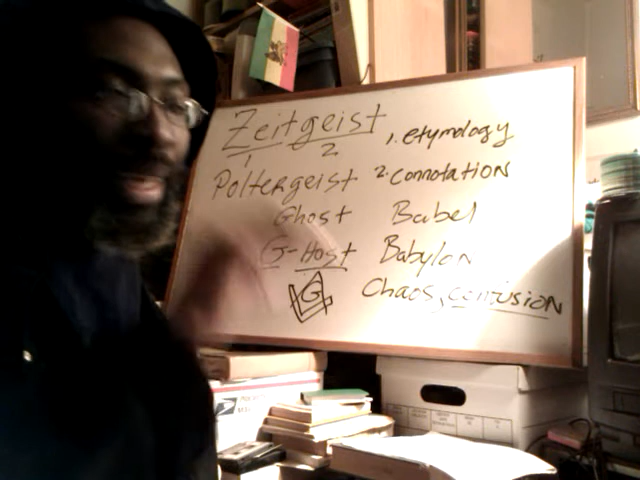 Zeitgeist 1. etymology
1 2
Poltergeist 2. connotation
Ghost Babel
G-Host Babylon
G Chaos, confusion